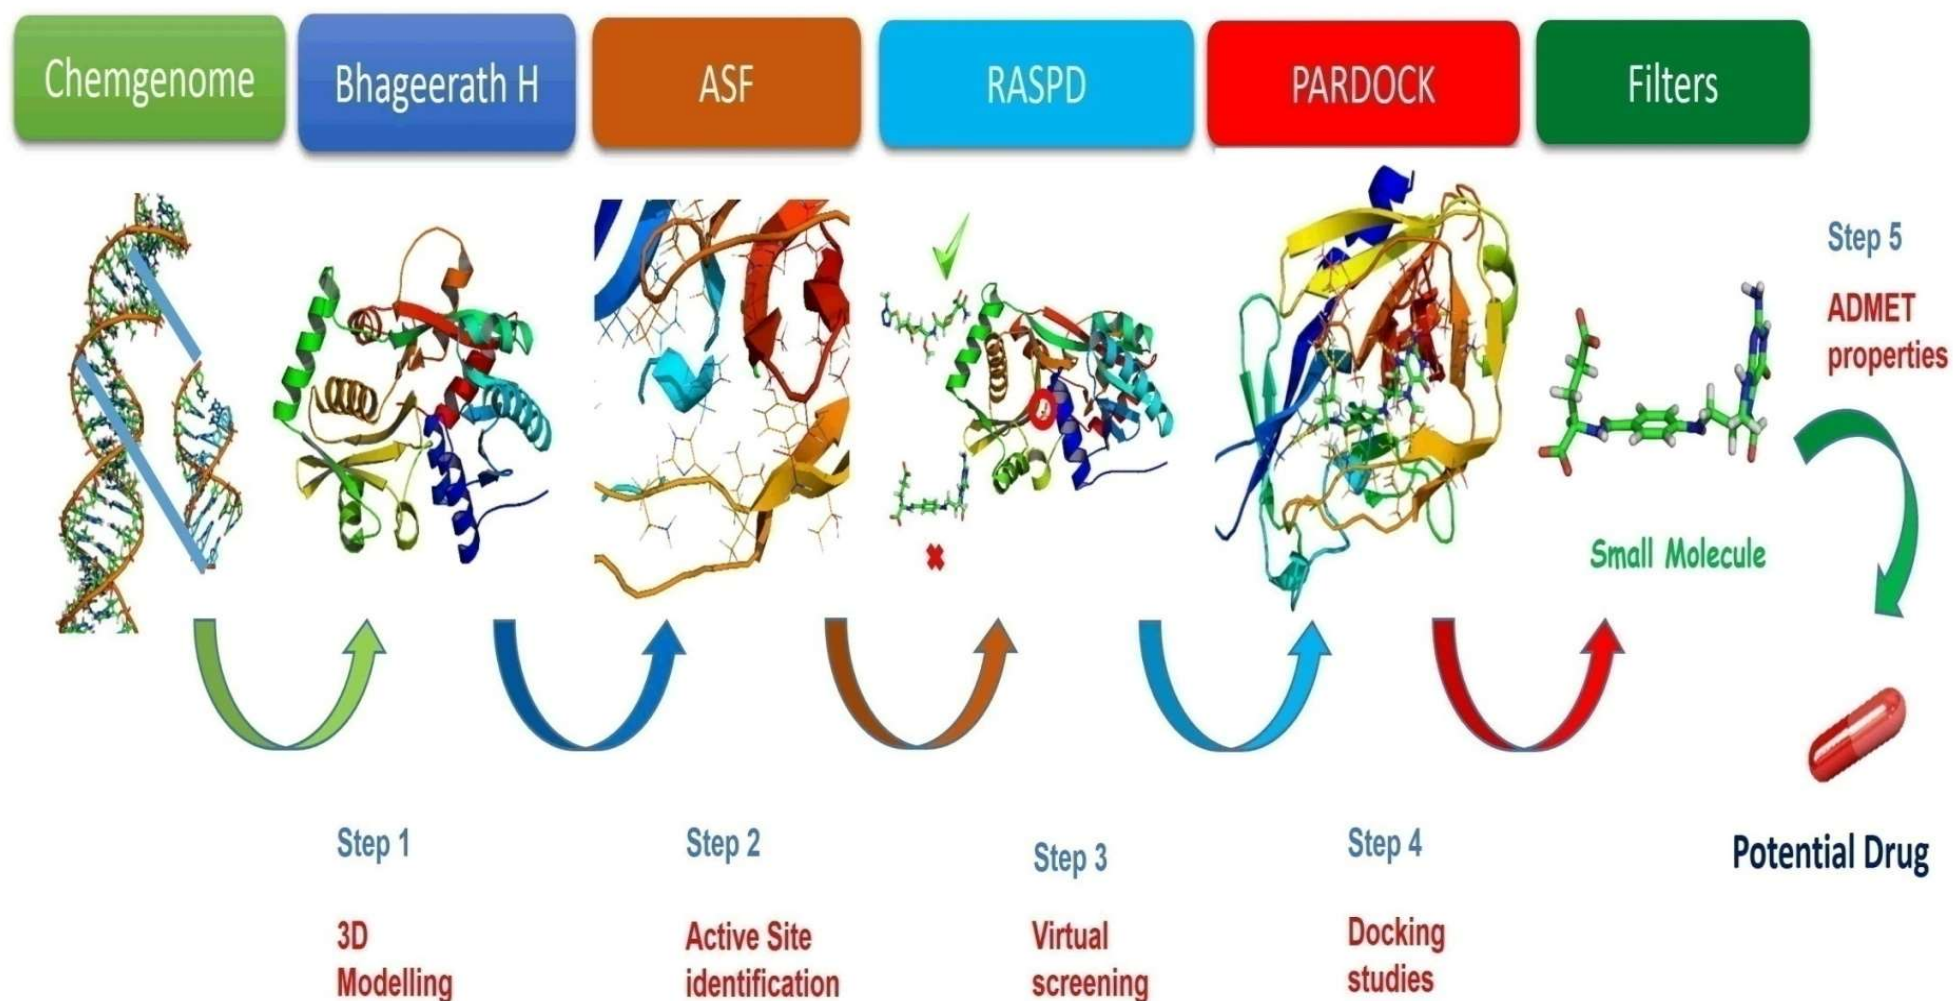 Chemgenome
Bhageerath H
ASF
RASPD
PARDOCK
Filters
Step 5
ADMET
properties
Small Molecule
Step 1
3D
Modelling
Step 2
Active Site
identification
Step 3
Virtual
screening
Step 4
Docking
studies
Potential Drug